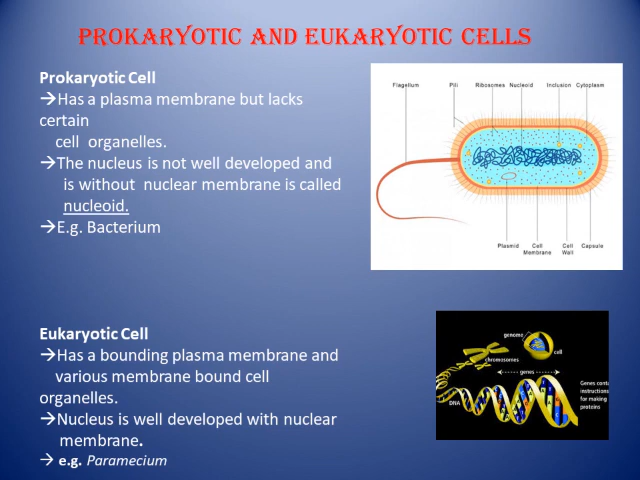 PROKARYOTIC AND EUKARYOTIC CELLS
Prokaryotic Cell
→Has a plasma membrane but lacks
certain
cell organelles.
→The nucleus is not well developed and
is without nuclear membrane is called
nucleoid.
→E.g. Bacterium
Flagellum Pili Ribosomes Nucleoid Inclusion Cytoplasm
Plasmid Cell Membrane Cell Wall Capsule
Eukaryotic Cell
→Has a bounding plasma membrane and
various membrane bound cell
organelles.
→Nucleus is well developed with nuclear
membrane.
→ e.g. Paramecium
genome
cell
chromosomes
genes
DNA
Genes
instructions
for making
proteins